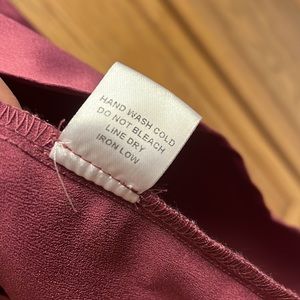 HAND WASH COLD
DO NOT BLEACH
LINE DRY
IRON LOW